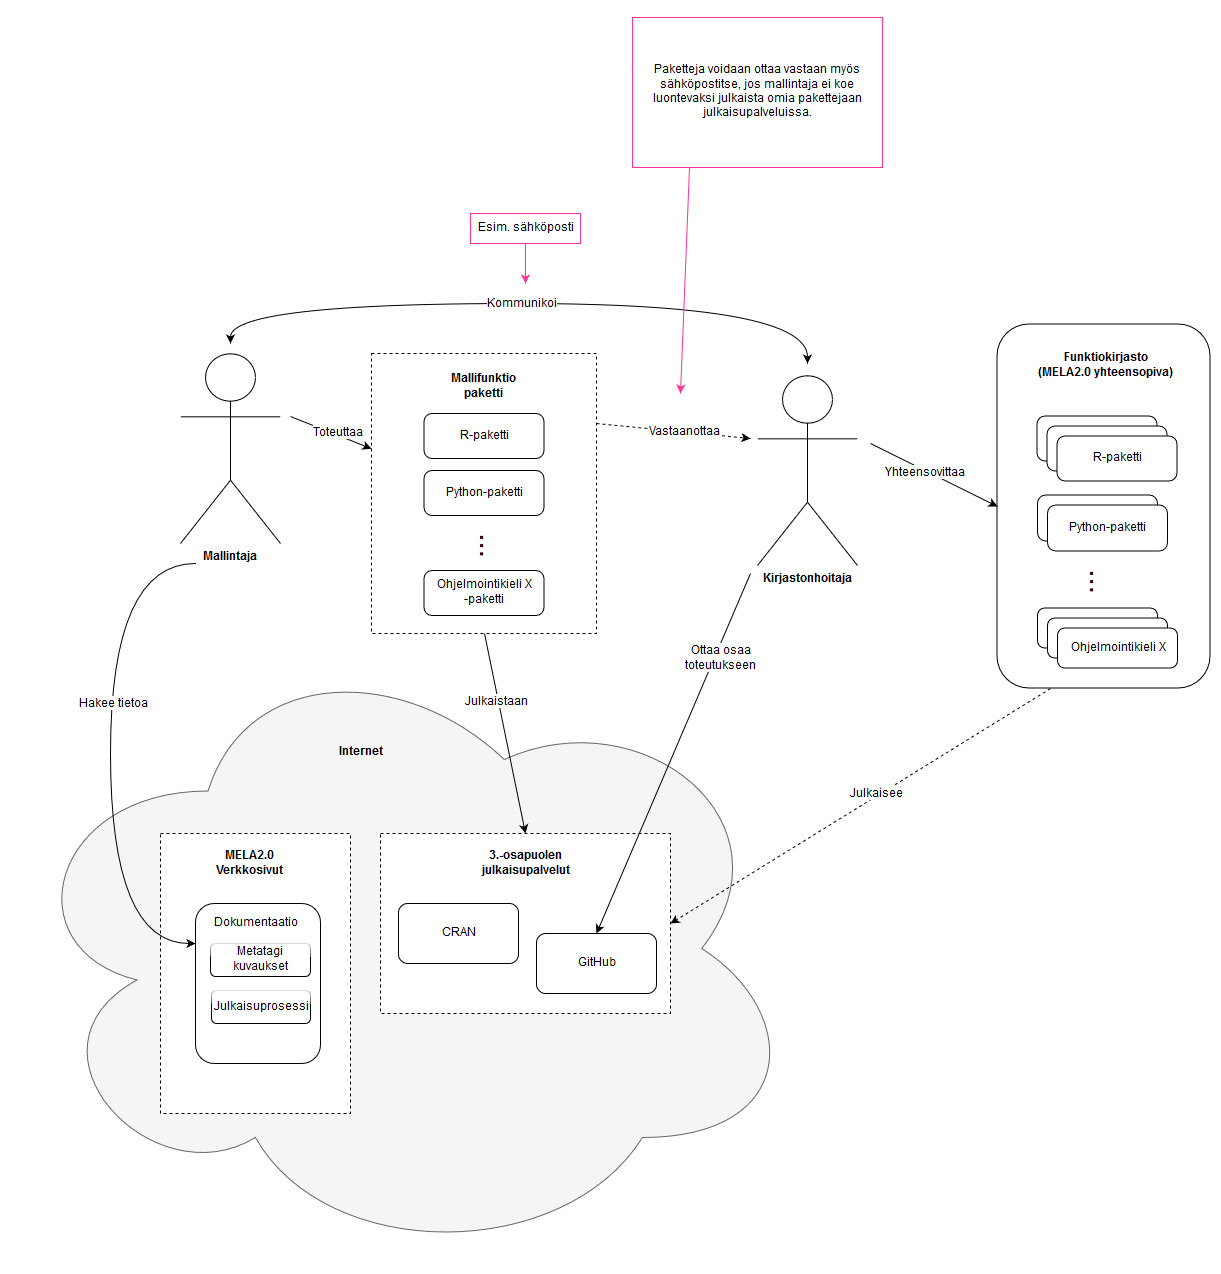 Paketteja voidaan ottaa vastaan myös
sähköpostitse, jos mallintaja ei koe
luontevaksi julkaista omia pakettejaan
julkaisupalveluissa.
Esim. sähköposti
Kommunikoi
Mallintaja
Toteuttaa
Mallifunktio
paketti
R-paketti
Python-paketti
Ohjelmointikieli X
-paketti
Vastaanottaa
Kirjastonhoitaja
Yhteensovittaa
Funktiokirjasto
(MELA2.0 yhteensopiva)
R-paketti
Python-paketti
Ohjelmointikieli X
Hakee tietoa
Julkaistaan
Ottaa osaa
toteutukseen
Julkaisee
Internet
MELA2.0
Verkkosivut
Dokumentaatio
Metatagi
kuvaukset
Julkaisuprosessi
3.-osapuolen
julkaisupalvelut
CRAN
GitHub